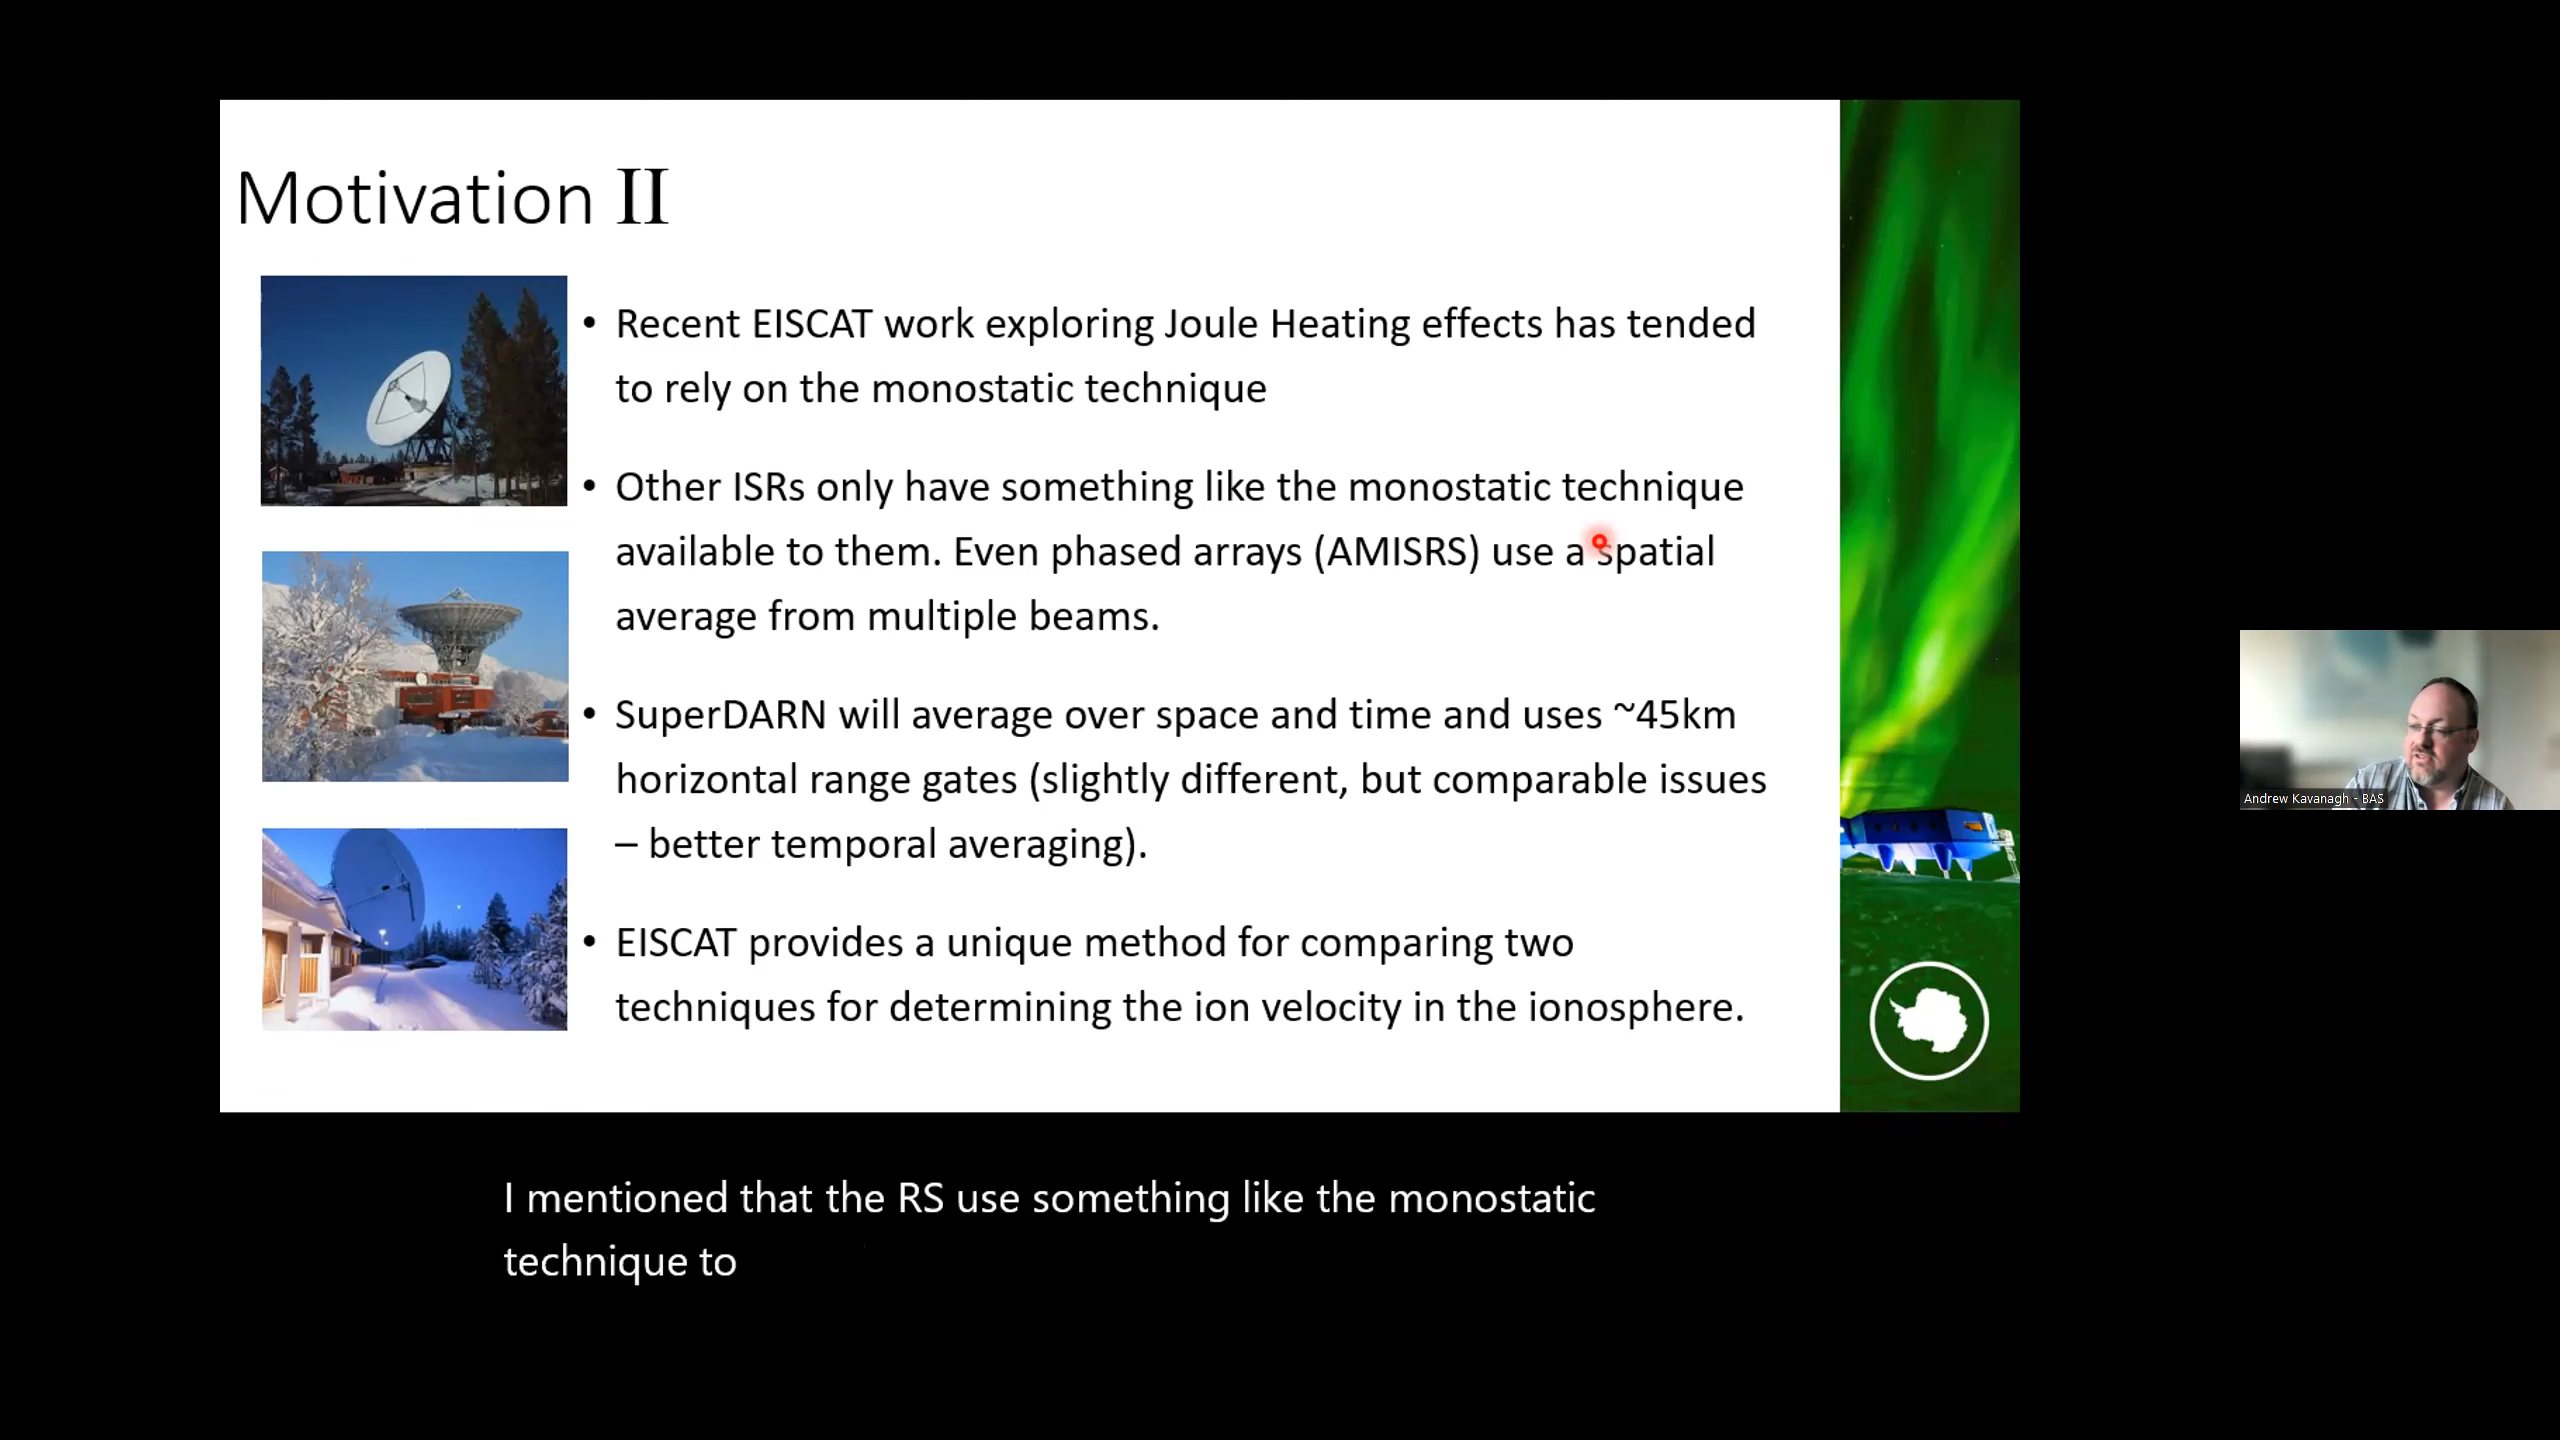 Motivation II
• Recent EISCAT work exploring Joule Heating effects has tended
to rely on the monostatic technique
• Other ISRs only have something like the monostatic technique
available to them. Even phased arrays (AMISRS) use a spatial
average from multiple beams.
• SuperDARN will average over space and time and uses ~45km
horizontal range gates (slightly different, but comparable issues
– better temporal averaging).
• EISCAT provides a unique method for comparing two
techniques for determining the ion velocity in the ionosphere.
Andrew Kavanagh - BAS
I mentioned that the RS use something like the monostatic
technique to